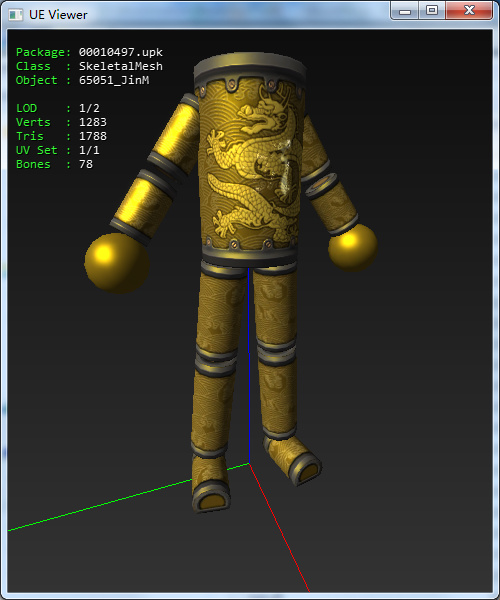 UE Viewer
Package: 00010497.upk
Class  : SkeletalMesh
Object : 65051_JinM
LOD    : 1/2
Verts  : 1283
Tris   : 1788
UV Set : 1/1
Bones  : 78